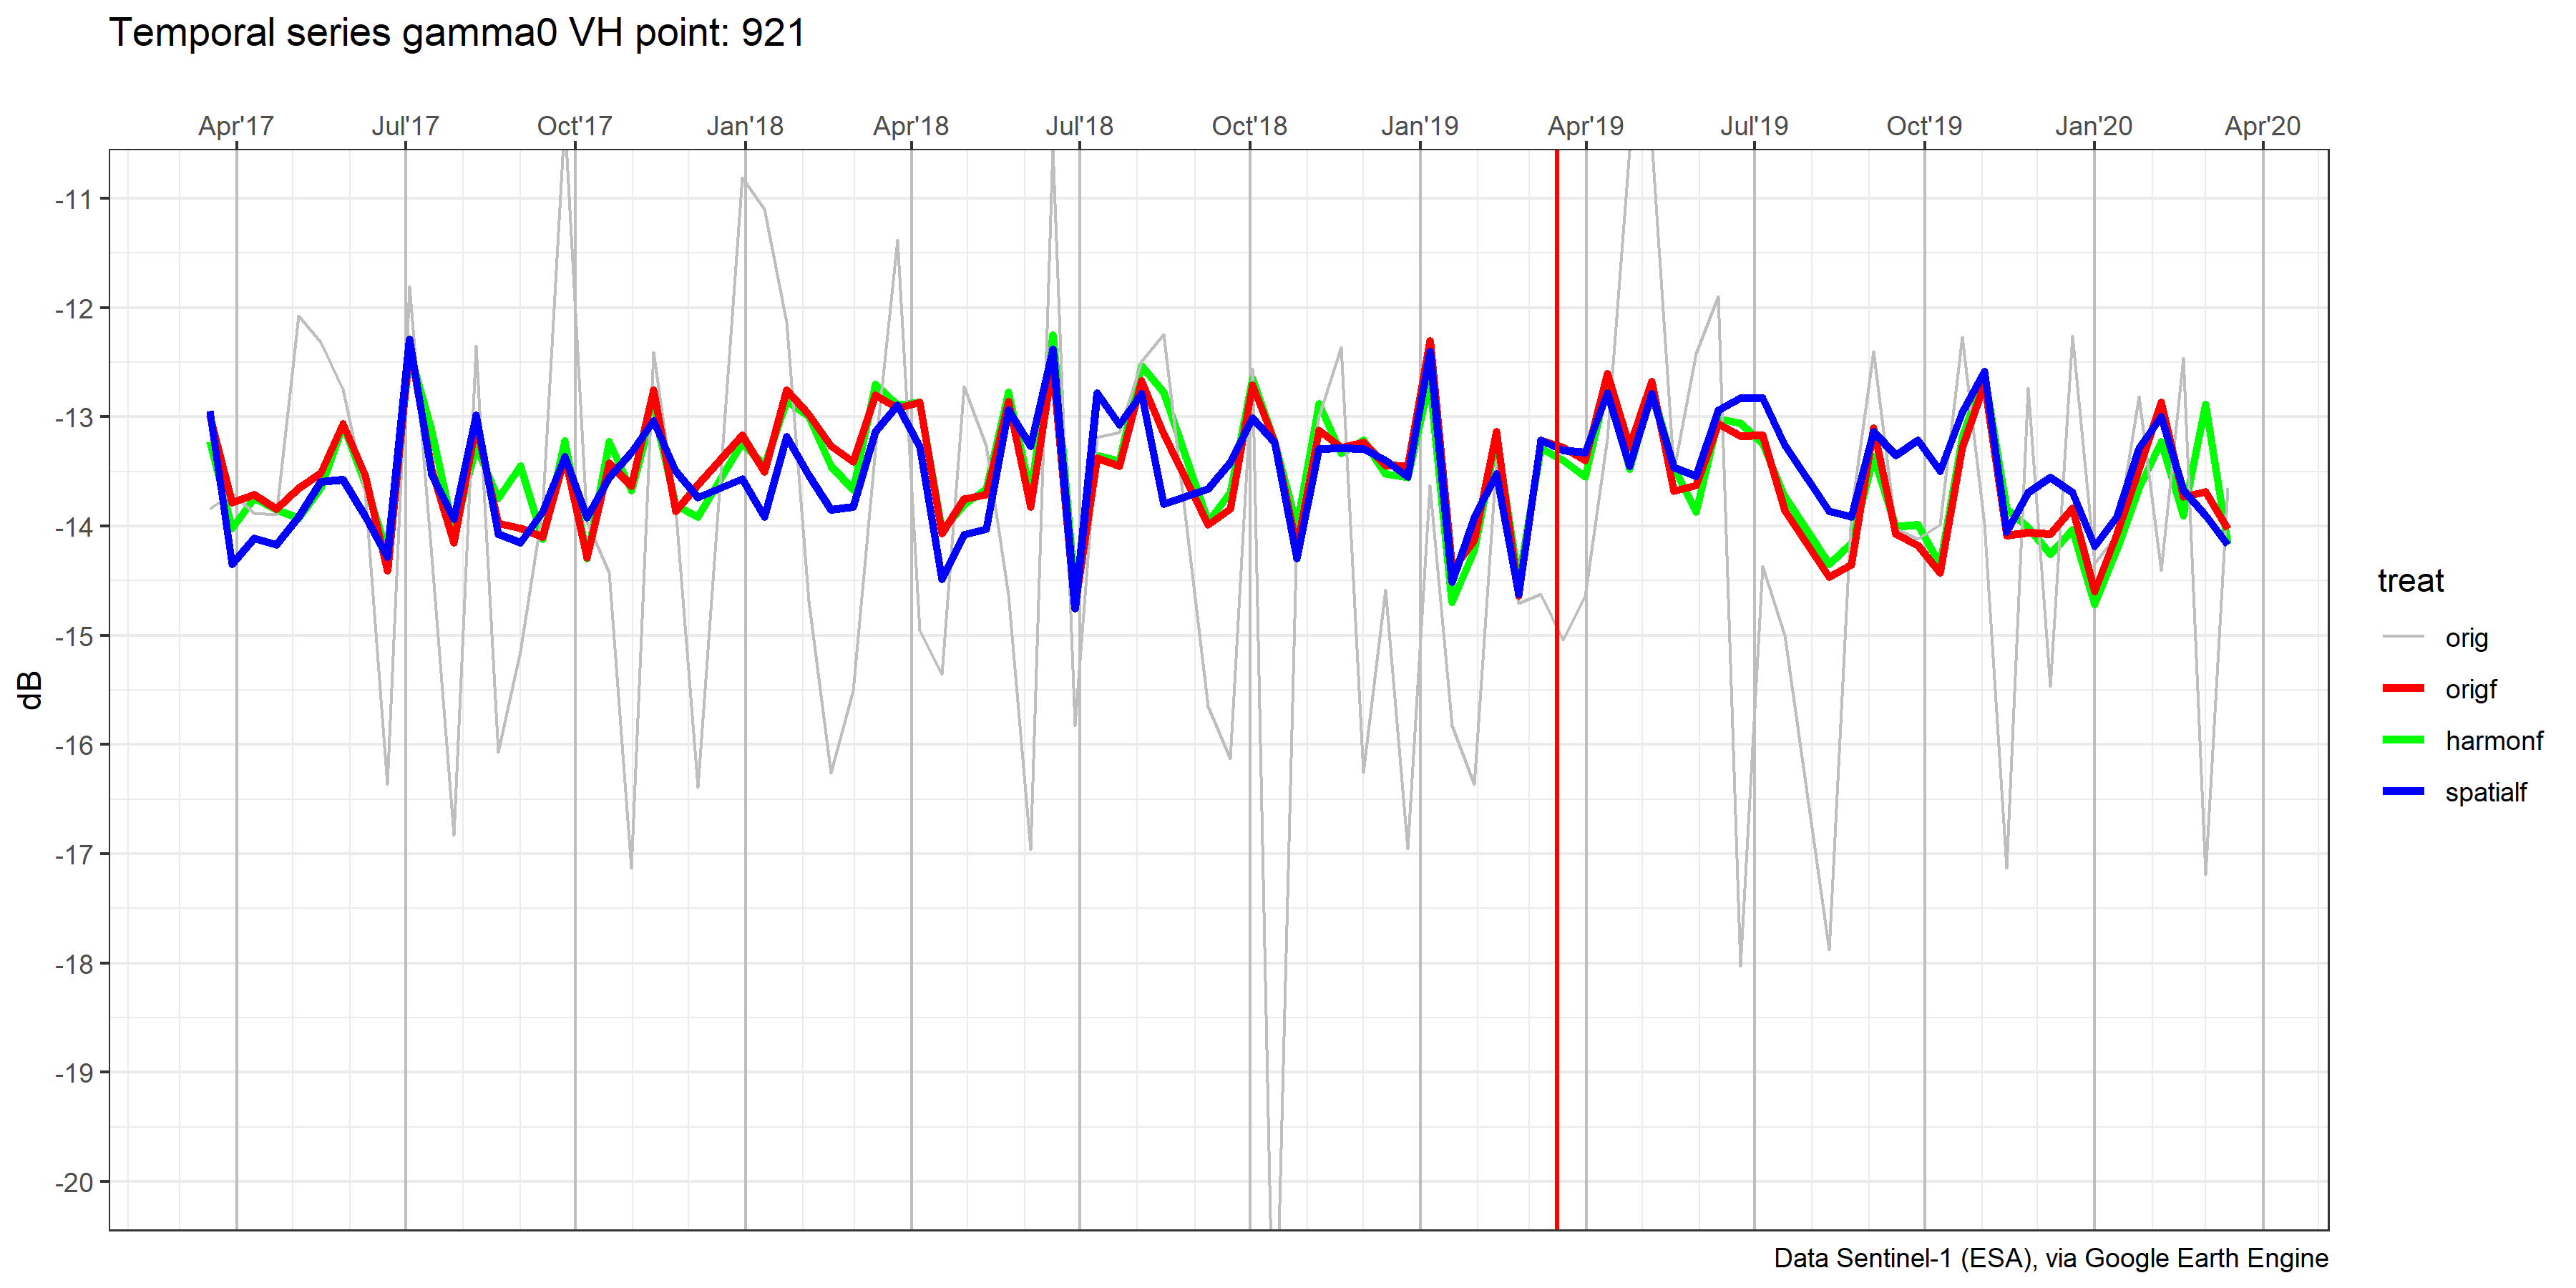 Temporal series gamma0 VH point: 921
Apr'17 Jul'17 Oct'17 Jan'18 Apr'18 Jul'18 Oct'18 Jan'19 Apr'19 Jul'19 Oct'19 Jan'20 Apr'20
-11
-12
-13
-14
-15
-16
-17
-18
-19
-20
dB
treat
orig
origf
harmonf
spatialf
Data Sentinel-1 (ESA), via Google Earth Engine